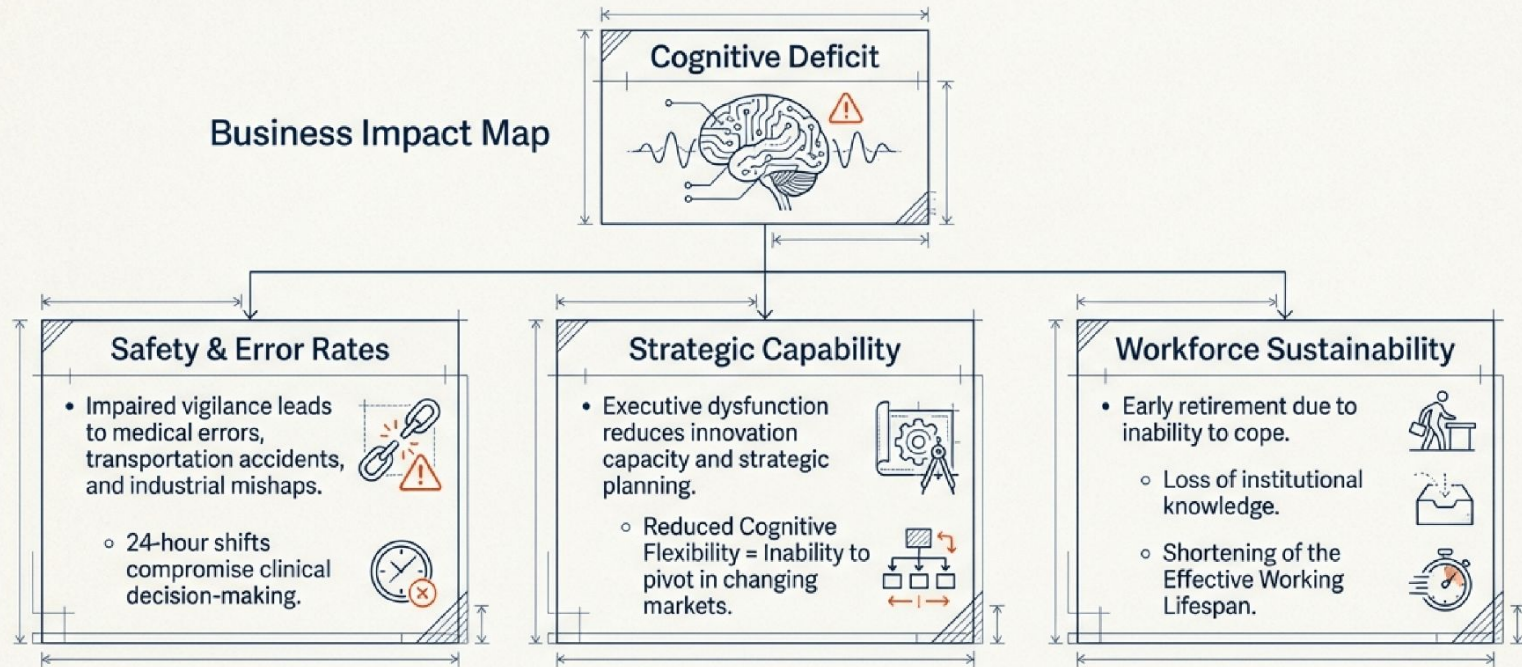 Business Impact Map
Cognitive Deficit
Safety & Error Rates
• Impaired vigilance leads
to medical errors,
transportation accidents,
and industrial mishaps.
○ 24-hour shifts
compromise clinical
decision-making.
Strategic Capability
• Executive dysfunction
reduces innovation
capacity and strategic
planning.
○ Reduced Cognitive
Flexibility = Inability to
pivot in changing
markets.
Workforce Sustainability
• Early retirement due to
inability to cope.
○ Loss of institutional
knowledge.
○ Shortening of the
Effective Working
Lifespan.